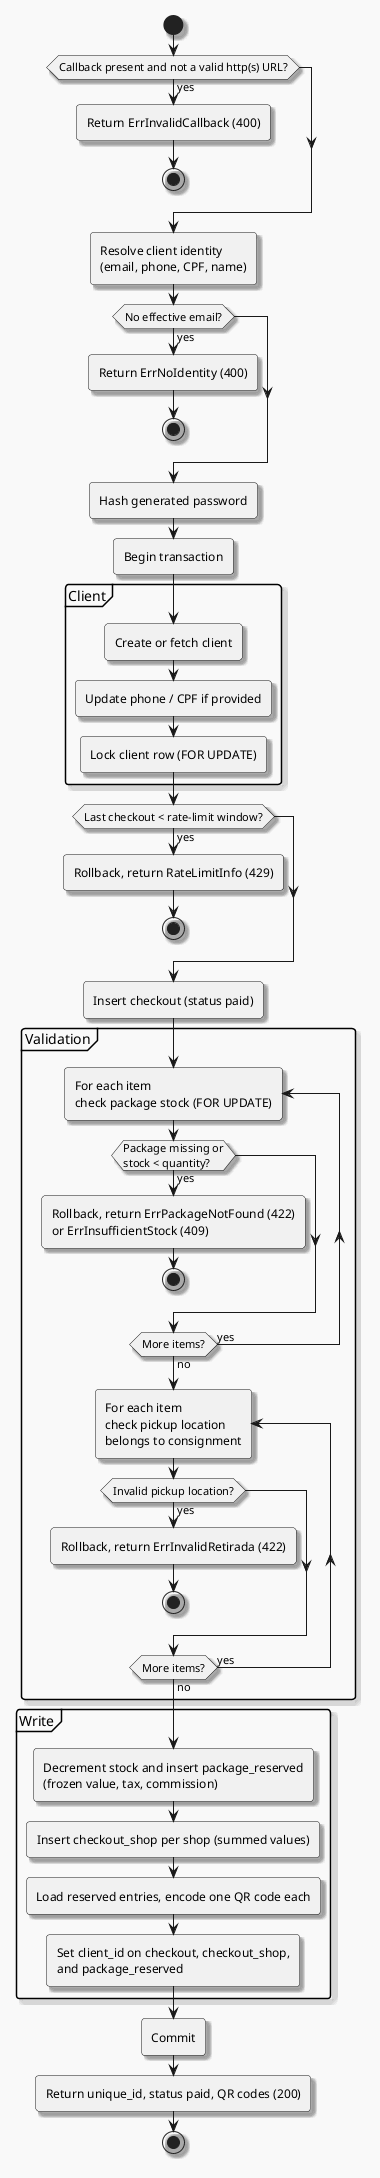 Callback present and not a valid http(s) URL?
yes
Return ErrInvalidCallback (400)
Resolve client identity
(email, phone, CPF, name)
No effective email?
yes
Return ErrNoIdentity (400)
Hash generated password
Begin transaction
Client
Create or fetch client
Update phone / CPF if provided
Lock client row (FOR UPDATE)
Last checkout < rate-limit window?
yes
Rollback, return RateLimitInfo (429)
Insert checkout (status paid)
Validation
For each item
check package stock (FOR UPDATE)
Package missing or
stock < quantity?
yes
Rollback, return ErrPackageNotFound (422)
or ErrInsufficientStock (409)
More items?
yes
no
For each item
check pickup location
belongs to consignment
Invalid pickup location?
yes
Rollback, return ErrInvalidRetirada (422)
More items?
yes
no
Write
Decrement stock and insert package_reserved
(frozen value, tax, commission)
Insert checkout_shop per shop (summed values)
Load reserved entries, encode one QR code each
Set client_id on checkout, checkout_shop,
and package_reserved
Commit
Return unique_id, status paid, QR codes (200)